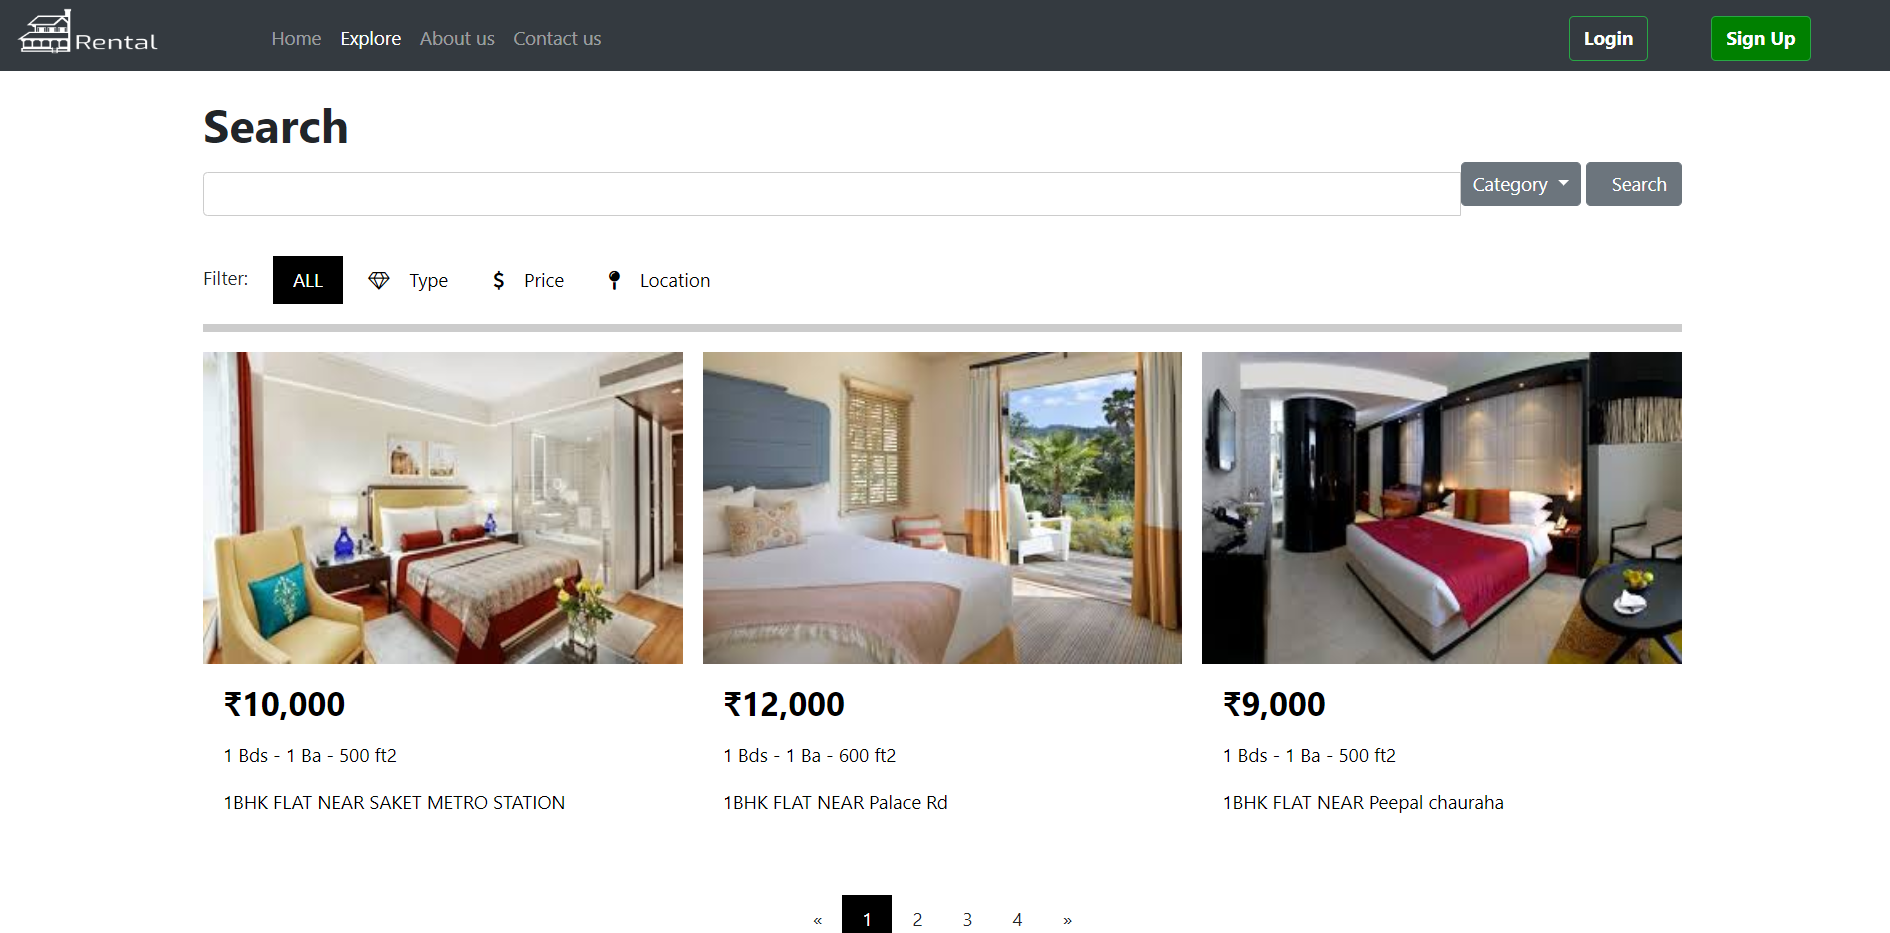 Rental
Home Explore About us Contact us
Login
Sign Up
Search
Category
Search
Filter: ALL Type $ Price Location
₹10,000
1 Bds - 1 Ba - 500 ft2
1BHK FLAT NEAR SAKET METRO STATION
₹12,000
1 Bds - 1 Ba - 600 ft2
1BHK FLAT NEAR Palace Rd
₹9,000
1 Bds - 1 Ba - 500 ft2
1BHK FLAT NEAR Peepal chauraha
« 1 2 3 4 »